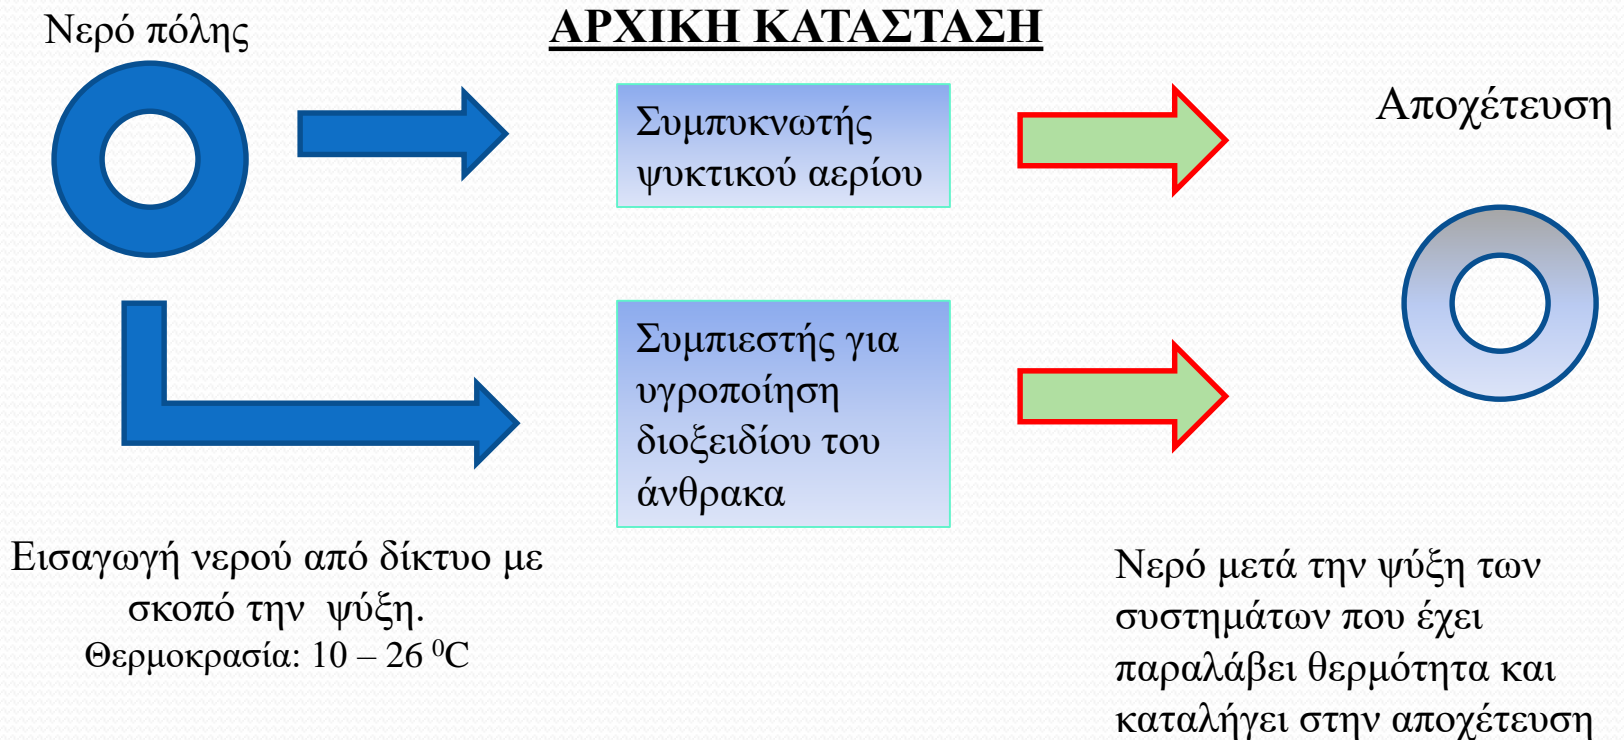 ΑΡΧΙΚΗ ΚΑΤΑΣΤΑΣΗ
Νερό πόλης
Συμπυκνωτής
ψυκτικού αερίου
Αποχέτευση
Συμπιεστής για
υγροποίηση
διοξειδίου του
άνθρακα
Εισαγωγή νερού από δίκτυο με
σκοπό την ψύξη.
Θερμοκρασία: 10 – 26 ⁰C
Νερό μετά την ψύξη των
συστημάτων που έχει
παραλάβει θερμότητα και
καταλήγει στην αποχέτευση